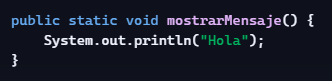 public static void mostrarMensaje() {
    System.out.println("Hola");
}